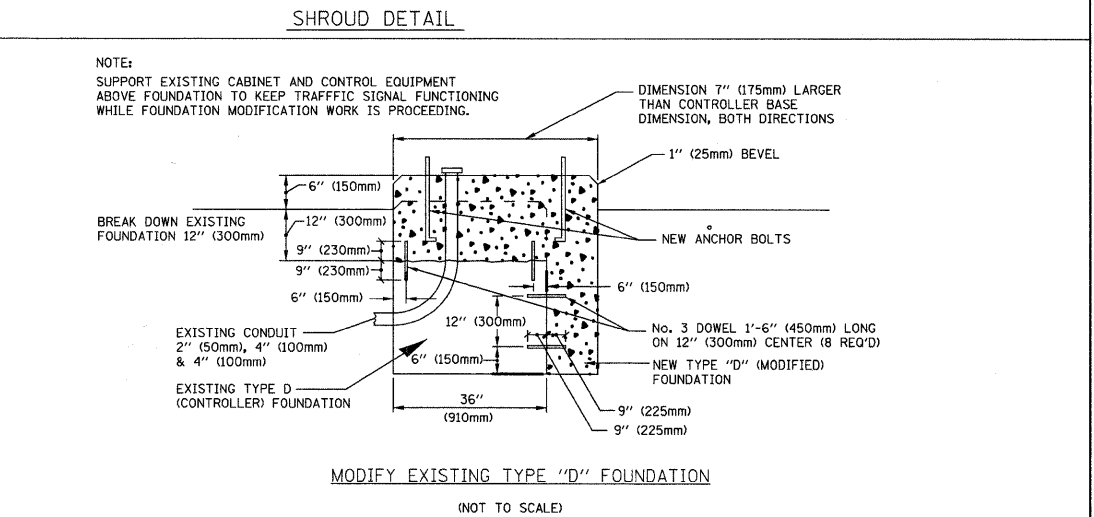 SHROUD DETAIL
NOTE:
SUPPORT EXISTING CABINET AND CONTROL EQUIPMENT
ABOVE FOUNDATION TO KEEP TRAFFFIC SIGNAL FUNCTIONING
WHILE FOUNDATION MODIFICATION WORK IS PROCEEDING.
DIMENSION 7" (175mm) LARGER
THAN CONTROLLER BASE
DIMENSION, BOTH DIRECTIONS
1" (25mm) BEVEL
6" (150mm)
BREAK DOWN EXISTING
FOUNDATION 12" (300mm)
12" (300mm)
NEW ANCHOR BOLTS
9" (230mm)
9" (230mm)
6" (150mm)
6" (150mm)
12" (300mm)
EXISTING CONDUIT
2" (50mm), 4" (100mm)
& 4" (100mm)
No. 3 DOWEL 1'-6" (450mm) LONG
ON 12" (300mm) CENTER (8 REQ'D)
6" (150mm)
NEW TYPE "D" (MODIFIED)
FOUNDATION
EXISTING TYPE D
(CONTROLLER) FOUNDATION
36"
(910mm)
9" (225mm)
9" (225mm)
MODIFY EXISTING TYPE "D" FOUNDATION
(NOT TO SCALE)